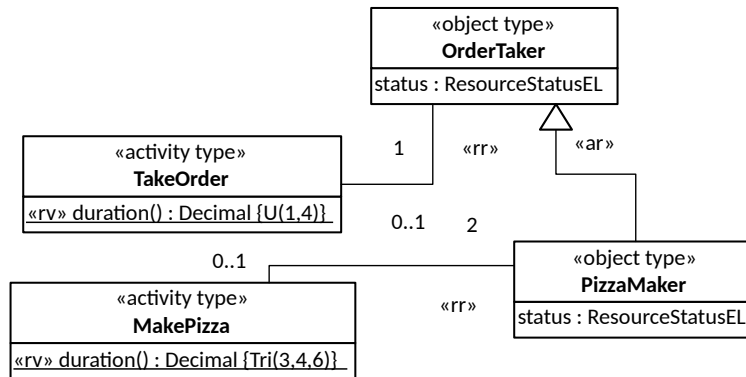 «object type»
OrderTaker
status : ResourceStatusEL
«activity type»
TakeOrder
«rv» duration() : Decimal {U(1,4)}
1
«rr»
«ar»
0..1
2
0..1
«object type»
PizzaMaker
status : ResourceStatusEL
«activity type»
MakePizza
«rv» duration() : Decimal {Tri(3,4,6)}
«rr»